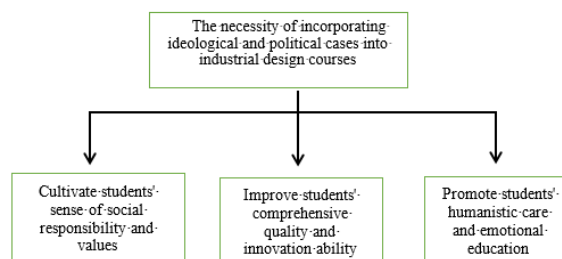 The necessity of incorporating
ideological and political cases into
industrial design courses
Cultivate students'
sense of social
responsibility and
values
Improve students'
comprehensive
quality and
innovation ability
Promote students'
humanistic care
and emotional
education